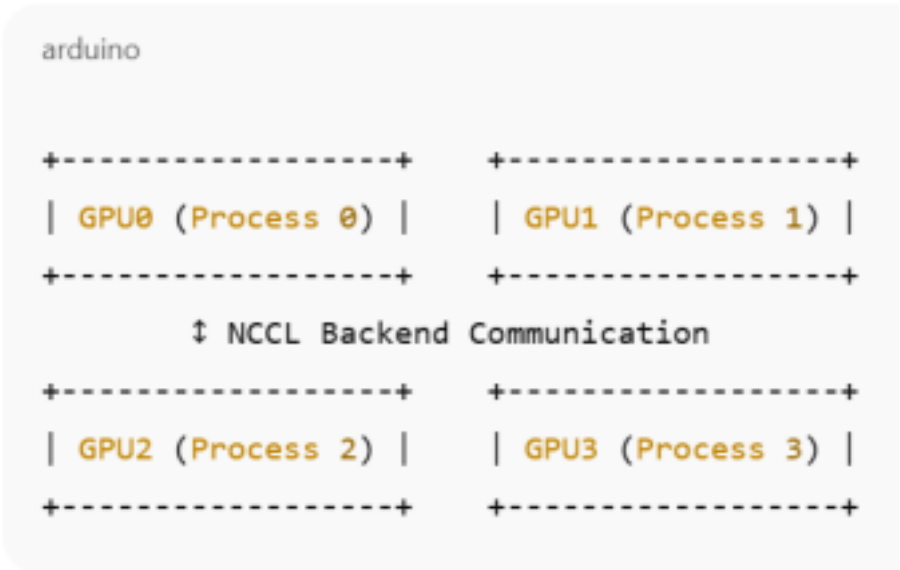 arduino
+------------------+    +------------------+
| GPU0 (Process 0) |    | GPU1 (Process 1) |
+------------------+    +------------------+
        ↕ NCCL Backend Communication
+------------------+    +------------------+
| GPU2 (Process 2) |    | GPU3 (Process 3) |
+------------------+    +------------------+